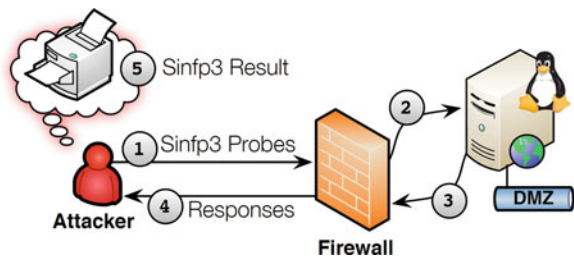 5 Sinfp3 Result
1 Sinfp3 Probes
2
4 Responses
3
Attacker
Firewall
DMZ